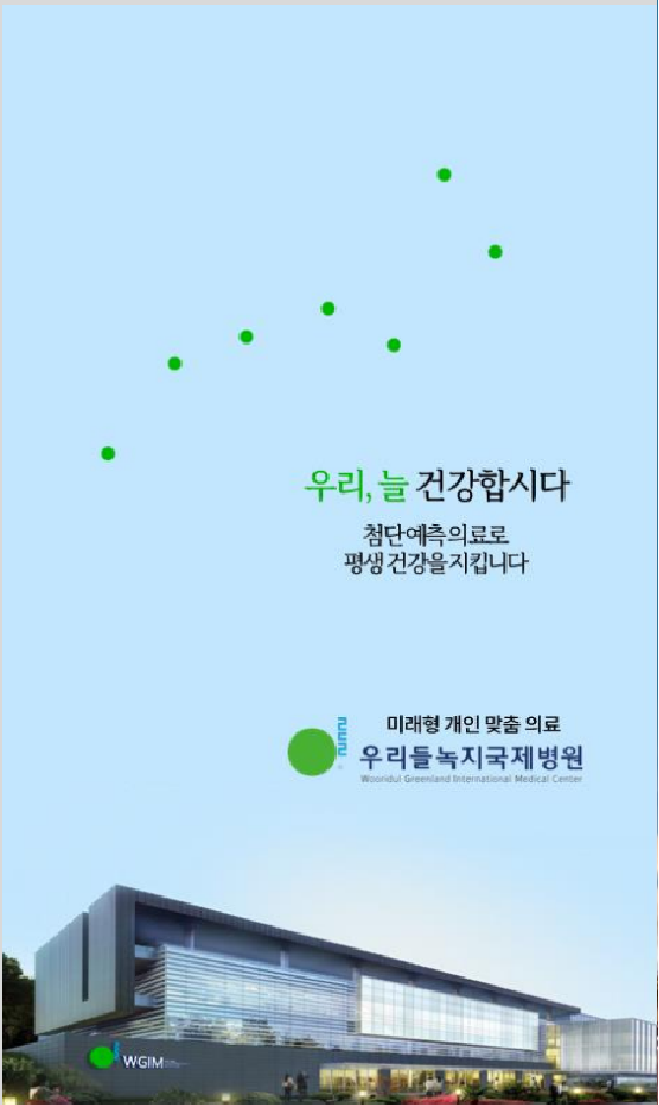 우리, 늘 건강합시다
첨단예측의료로
평생 건강을지킵니다
미래형 개인 맞춤 의료
우리들녹지국제병원
Wooridul Greenland International Medical Center
WGIM